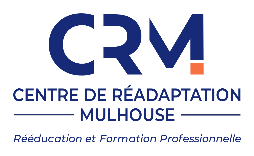 CRM
CENTRE DE RÉADAPTATION
MULHOUSE
Rééducation et Formation Professionnelle